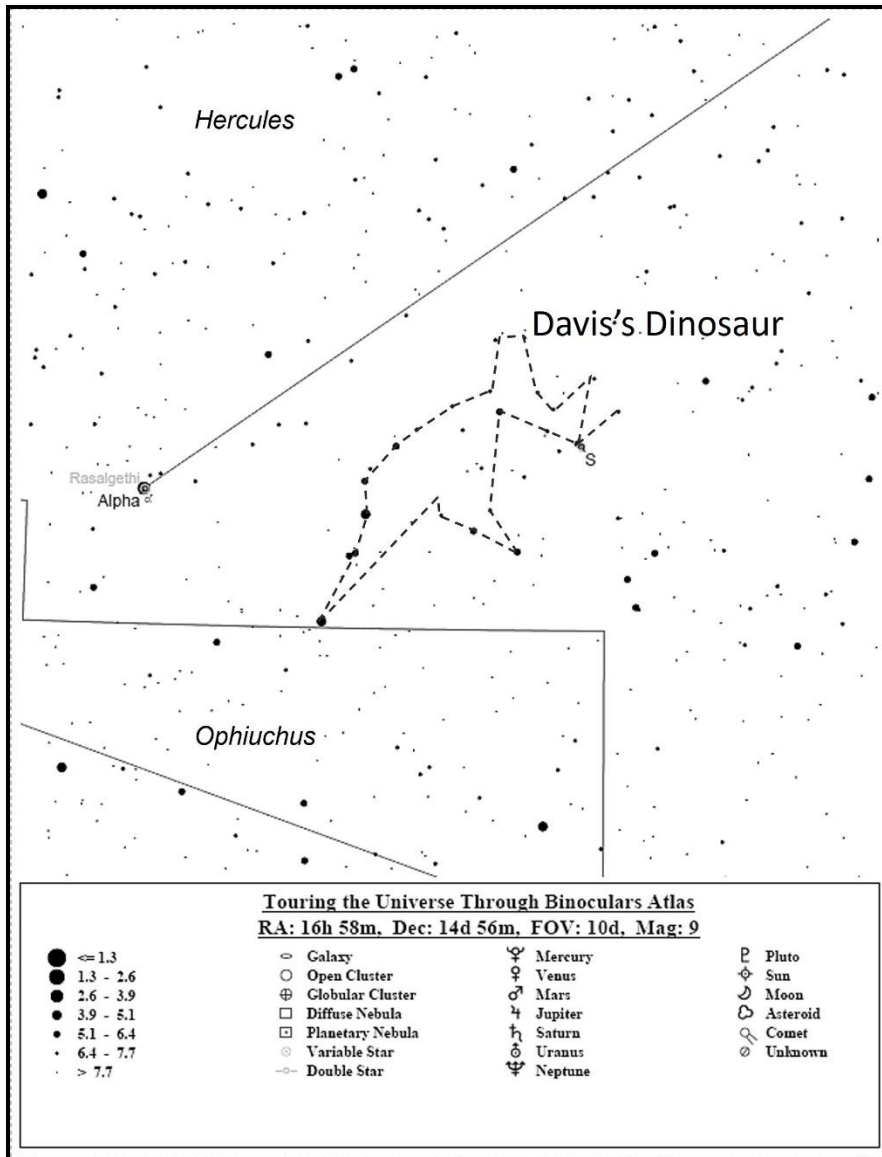 Hercules
Davis's Dinosaur
S
Rasalgethi
Alpha
α
Ophiuchus
Touring the Universe Through Binoculars Atlas
RA: 16h 58m, Dec: 14d 56m, FOV: 10d, Mag: 9
<= 1.3
1.3 - 2.6
2.6 - 3.9
3.9 - 5.1
5.1 - 6.4
6.4 - 7.7
> 7.7
Galaxy
Open Cluster
Globular Cluster
Diffuse Nebula
Planetary Nebula
Variable Star
Double Star
Mercury
Venus
Mars
Jupiter
Saturn
Uranus
Neptune
Pluto
Sun
Moon
Asteroid
Comet
Unknown